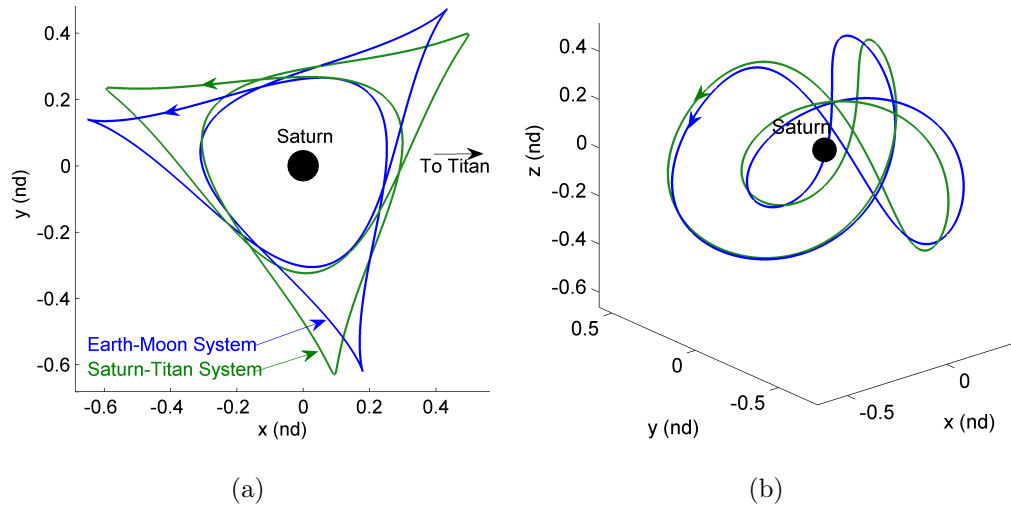 0.4
0.2
0
-0.2
-0.4
-0.6
y (nd)
Saturn
To Titan
Earth-Moon System
Saturn-Titan System
-0.6
-0.4
-0.2
0
0.2
0.4
x (nd)
(a)
0.4
0.2
0
-0.2
-0.4
-0.6
z (nd)
Saturn
0.5
0
-0.5
y (nd)
-0.5
0
x (nd)
(b)